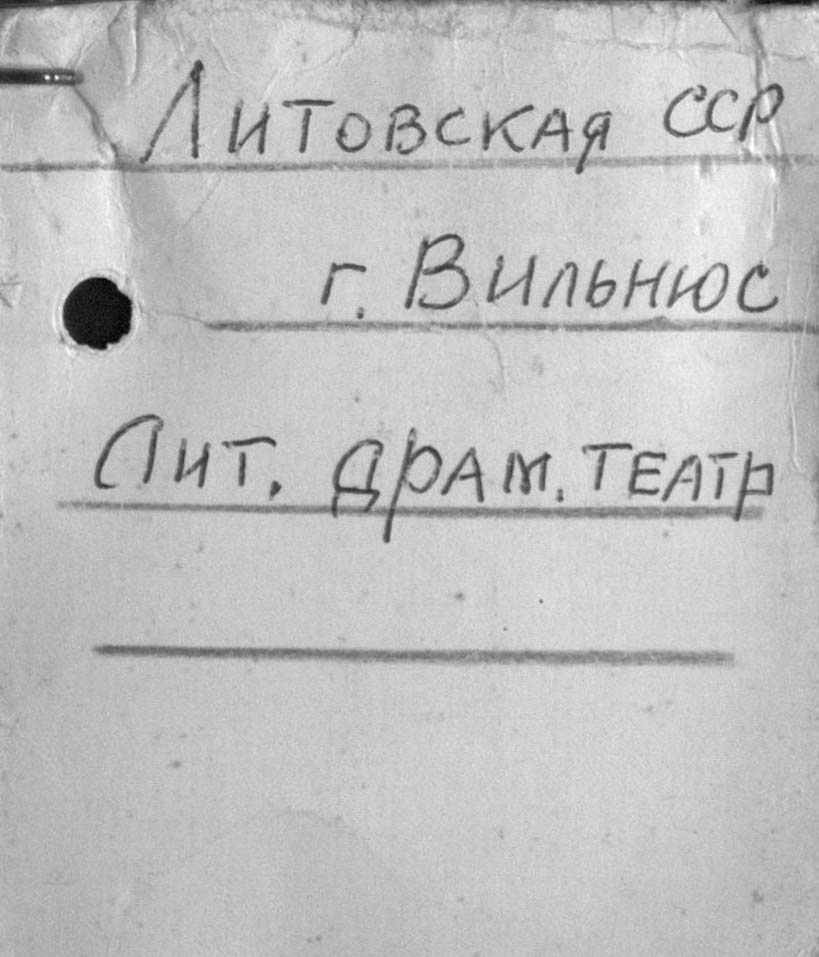 Литовская ССР
г. Вильнюс
Лит. драм. театр